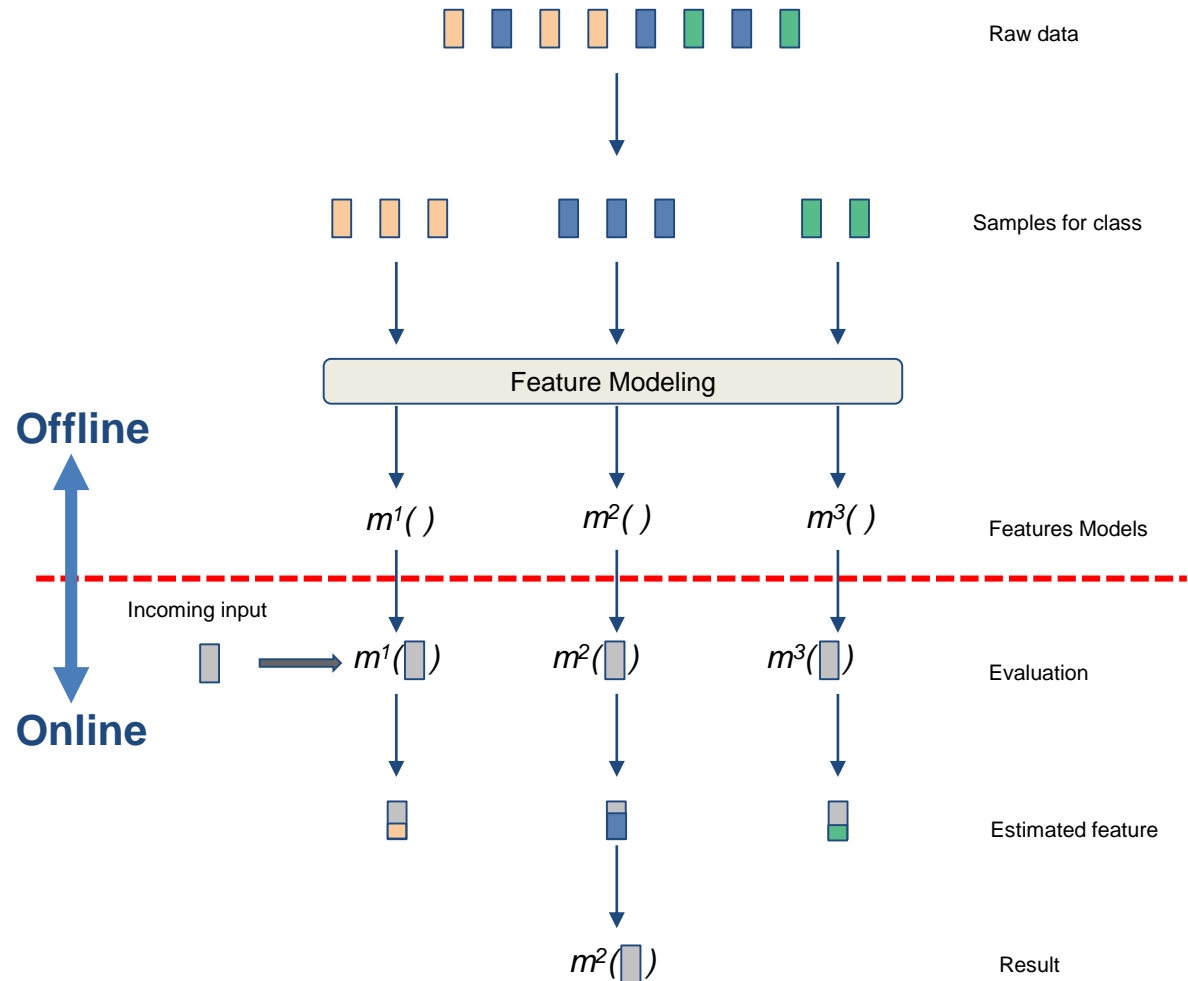 Raw data
Samples for class
Feature Modeling
Offline
m¹( ) m²( ) m³( )
Features Models
Incoming input
m¹( ) m²( ) m³( )
Evaluation
Online
Estimated feature
m²( )
Result